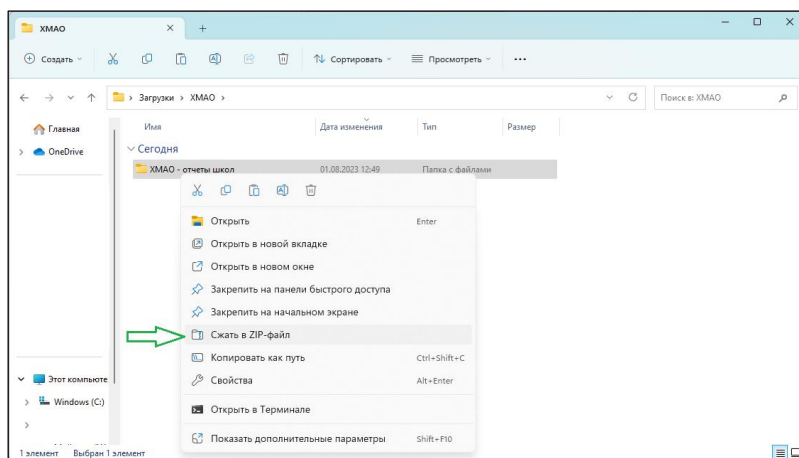 ХМАО
Создать
Сортировать
Просмотреть
Загрузки > ХМАО >
Поиск в: ХМАО
Главная
OneDrive
Имя Дата изменения Тип Размер
Сегодня
ХМАО - отчеты школ 01.08.2023 12:49 Папка с файлами
Открыть Enter
Открыть в новой вкладке
Открыть в новом окне
Закрепить на панели быстрого доступа
Закрепить на начальном экране
Сжать в ZIP-файл
Копировать как путь Ctrl+Shift+C
Свойства Alt+Enter
Открыть в Терминале
Показать дополнительные параметры Shift+F10
Этот компьюте
Windows (C:)
1 элемент Выбран 1 элемент